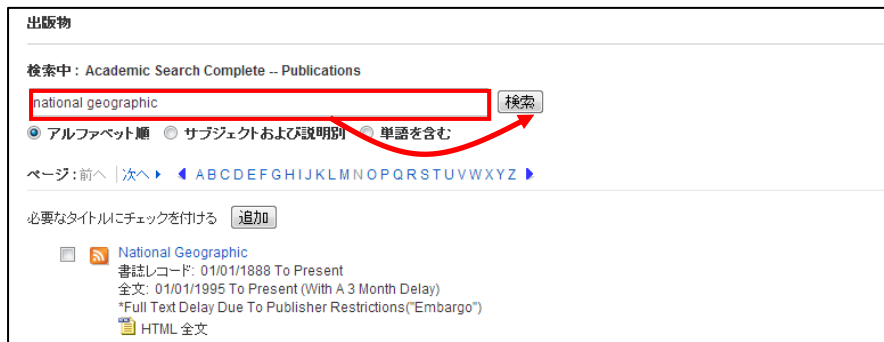 出版物
検索中: Academic Search Complete -- Publications
national geographic 検索
アルファベット順 サブジェクトおよび説明別 単語を含む
ページ: 前へ 次へ A B C D E F G H I J K L M N O P Q R S T U V W X Y Z
必要なタイトルにチェックを付ける 追加
National Geographic
書誌レコード: 01/01/1888 To Present
全文: 01/01/1995 To Present (With A 3 Month Delay)
*Full Text Delay Due To Publisher Restrictions("Embargo")
HTML 全文